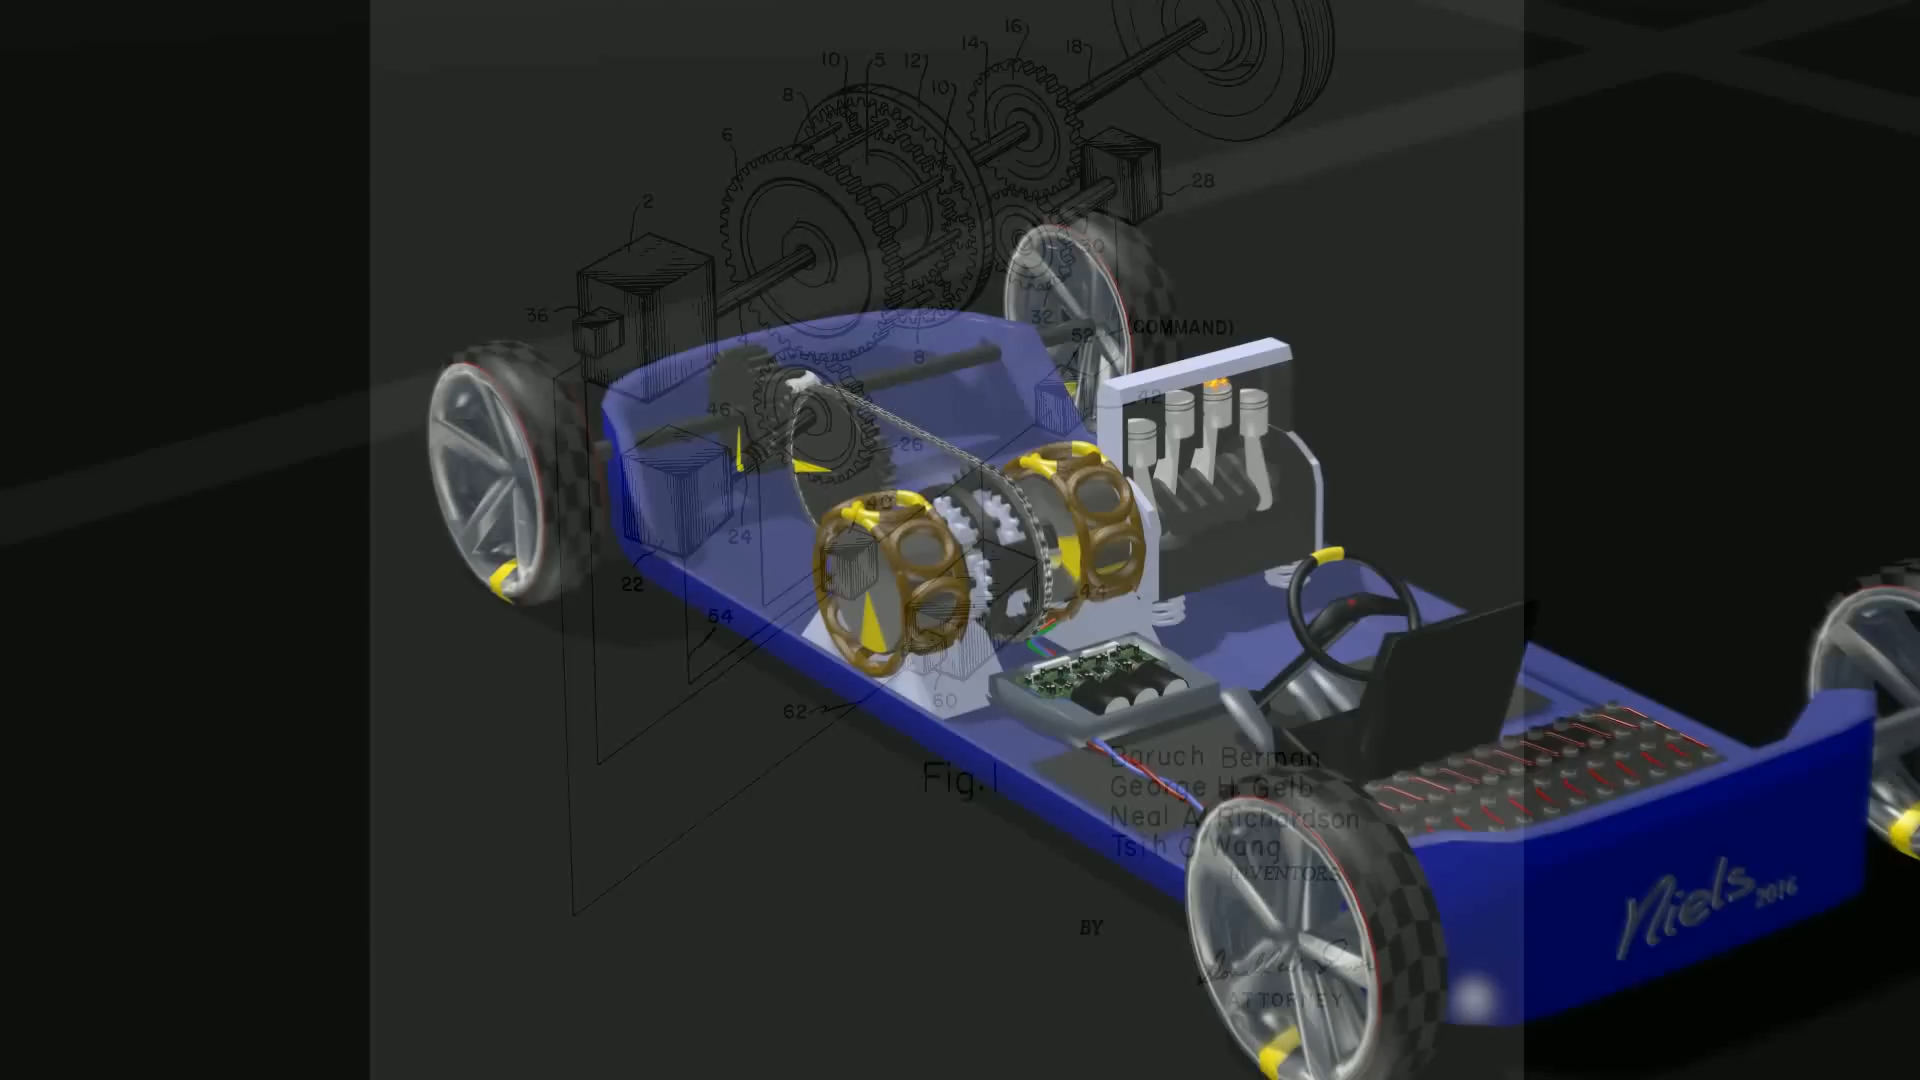 16
14
18
10 5 12
10
8
6
28
2
30
36
32
(COMMAND)
52
4
8
42
46
26
40
24
22
44
54
60
62
Baruch Berman
Fig. 1
George H. Gelb
Neal A. Richardson
Tsih C. Wang
INVENTORS
Niels 2016
BY
ATTORNEY